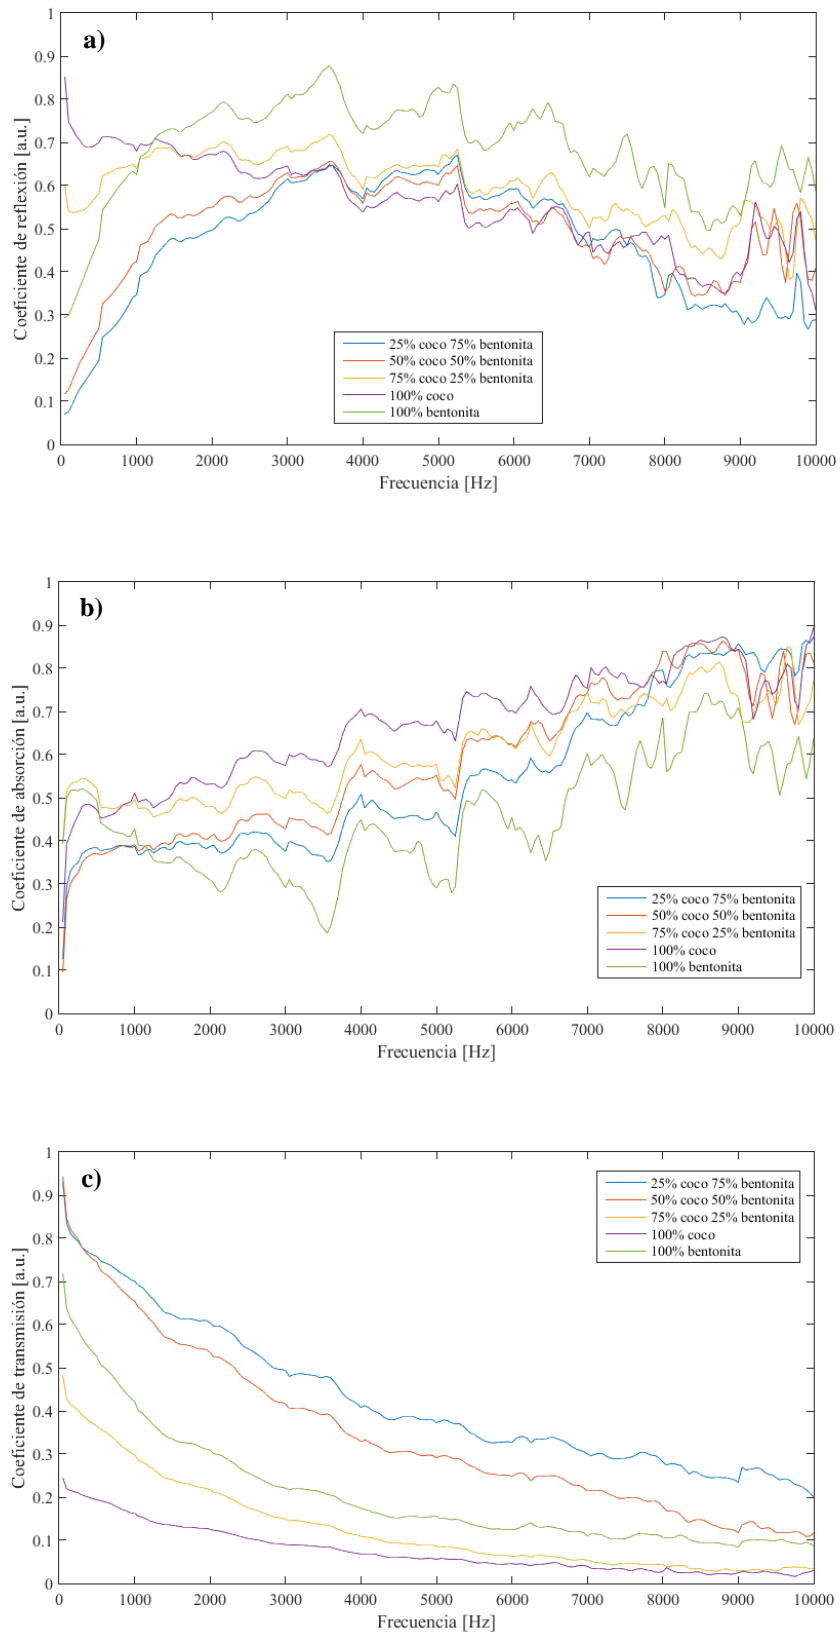 a)
Coeficiente de reflexión [a.u.]
1
0.9
0.8
0.7
0.6
0.5
0.4
0.3
0.2
0.1
0
25% coco 75% bentonita
50% coco 50% bentonita
75% coco 25% bentonita
100% coco
100% bentonita
0 1000 2000 3000 4000 5000 6000 7000 8000 9000 10000
Frecuencia [Hz]
b)
Coeficiente de absorción [a.u.]
1
0.9
0.8
0.7
0.6
0.5
0.4
0.3
0.2
0.1
0
25% coco 75% bentonita
50% coco 50% bentonita
75% coco 25% bentonita
100% coco
100% bentonita
0 1000 2000 3000 4000 5000 6000 7000 8000 9000 10000
Frecuencia [Hz]
c)
Coeficiente de transmisión [a.u.]
1
0.9
0.8
0.7
0.6
0.5
0.4
0.3
0.2
0.1
0
25% coco 75% bentonita
50% coco 50% bentonita
75% coco 25% bentonita
100% coco
100% bentonita
0 1000 2000 3000 4000 5000 6000 7000 8000 9000 10000
Frecuencia [Hz]